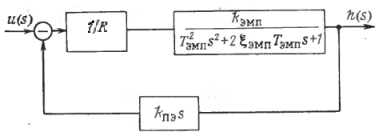 u(s)
−
1/R
k_эмп
T²_эмп s²+2 ξ_эмп T_эмп s+1
h(s)
k_пэ s